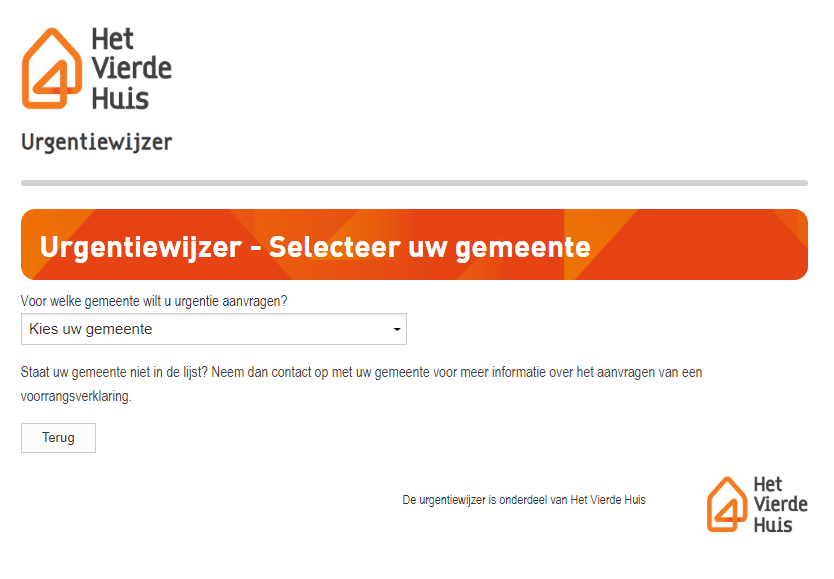 Het
Vierde
Huis
Urgentiewijzer
Urgentiewijzer - Selecteer uw gemeente
Voor welke gemeente wilt u urgentie aanvragen?
Kies uw gemeente
Staat uw gemeente niet in de lijst? Neem dan contact op met uw gemeente voor meer informatie over het aanvragen van een
voorrangsverklaring.
Terug
De urgentiewijzer is onderdeel van Het Vierde Huis
Het
Vierde
Huis